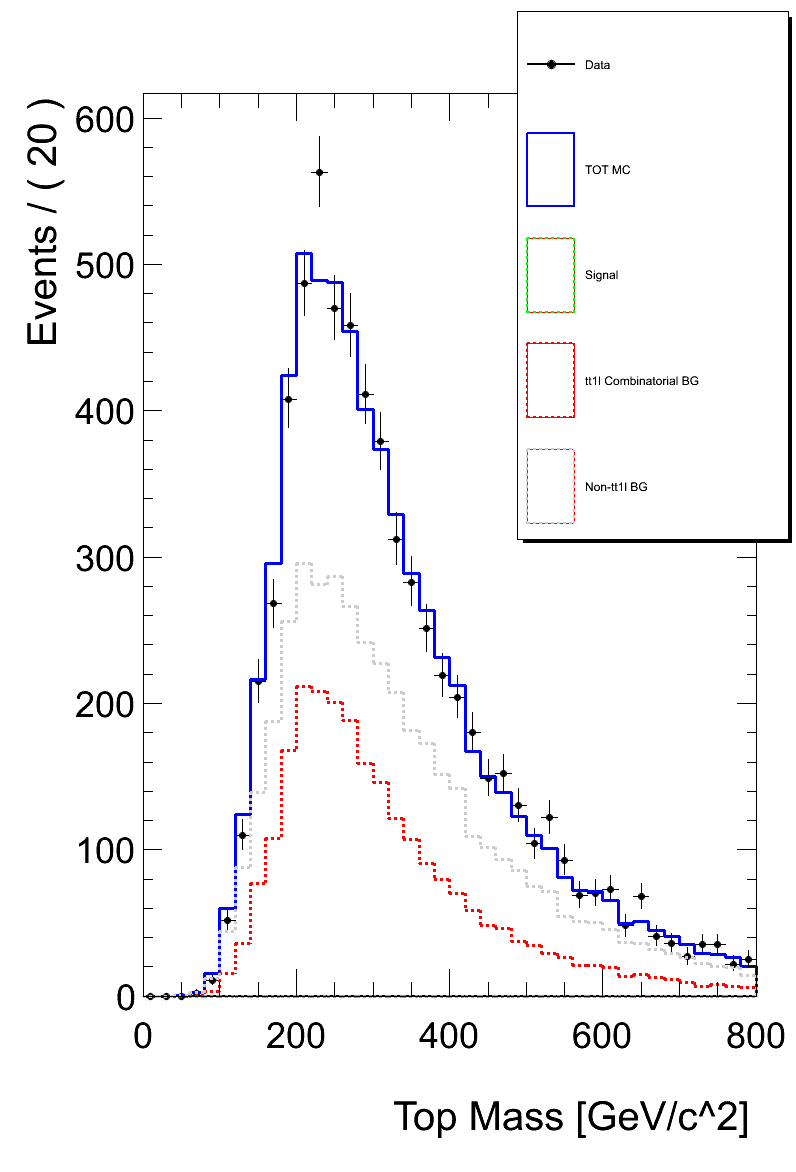 Data
TOT MC
Signal
tt1l Combinatorial BG
Non-tt1l BG
Events / ( 20 )
600
500
400
300
200
100
0
0 200 400 600 800
Top Mass [GeV/c^2]